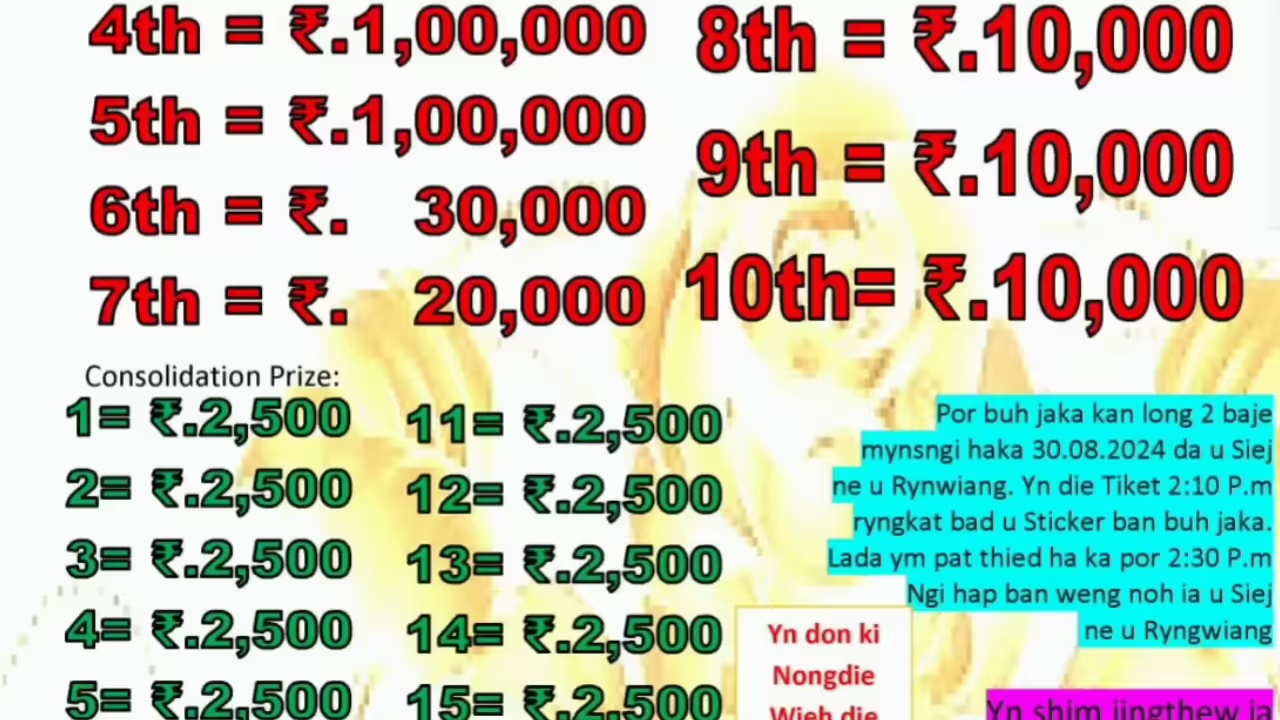 4th = ₹.1,00,000
5th = ₹.1,00,000
6th = ₹. 30,000
7th = ₹. 20,000
8th = ₹.10,000
9th = ₹.10,000
10th= ₹.10,000
Consolidation Prize:
1= ₹.2,500
2= ₹.2,500
3= ₹.2,500
4= ₹.2,500
5= ₹.2,500
11= ₹.2,500
12= ₹.2,500
13= ₹.2,500
14= ₹.2,500
15= ₹.2,500
Por buh jaka kan long 2 baje
mynsngi haka 30.08.2024 da u Siej
ne u Rynwiang. Yn die Tiket 2:10 P.m
ryngkat bad u Sticker ban buh jaka.
Lada ym pat thied ha ka por 2:30 P.m
Ngi hap ban weng noh ia u Siej
ne u Ryngwiang
Yn don ki
Nongdie
Wieh die
Yn shim jingthew ia